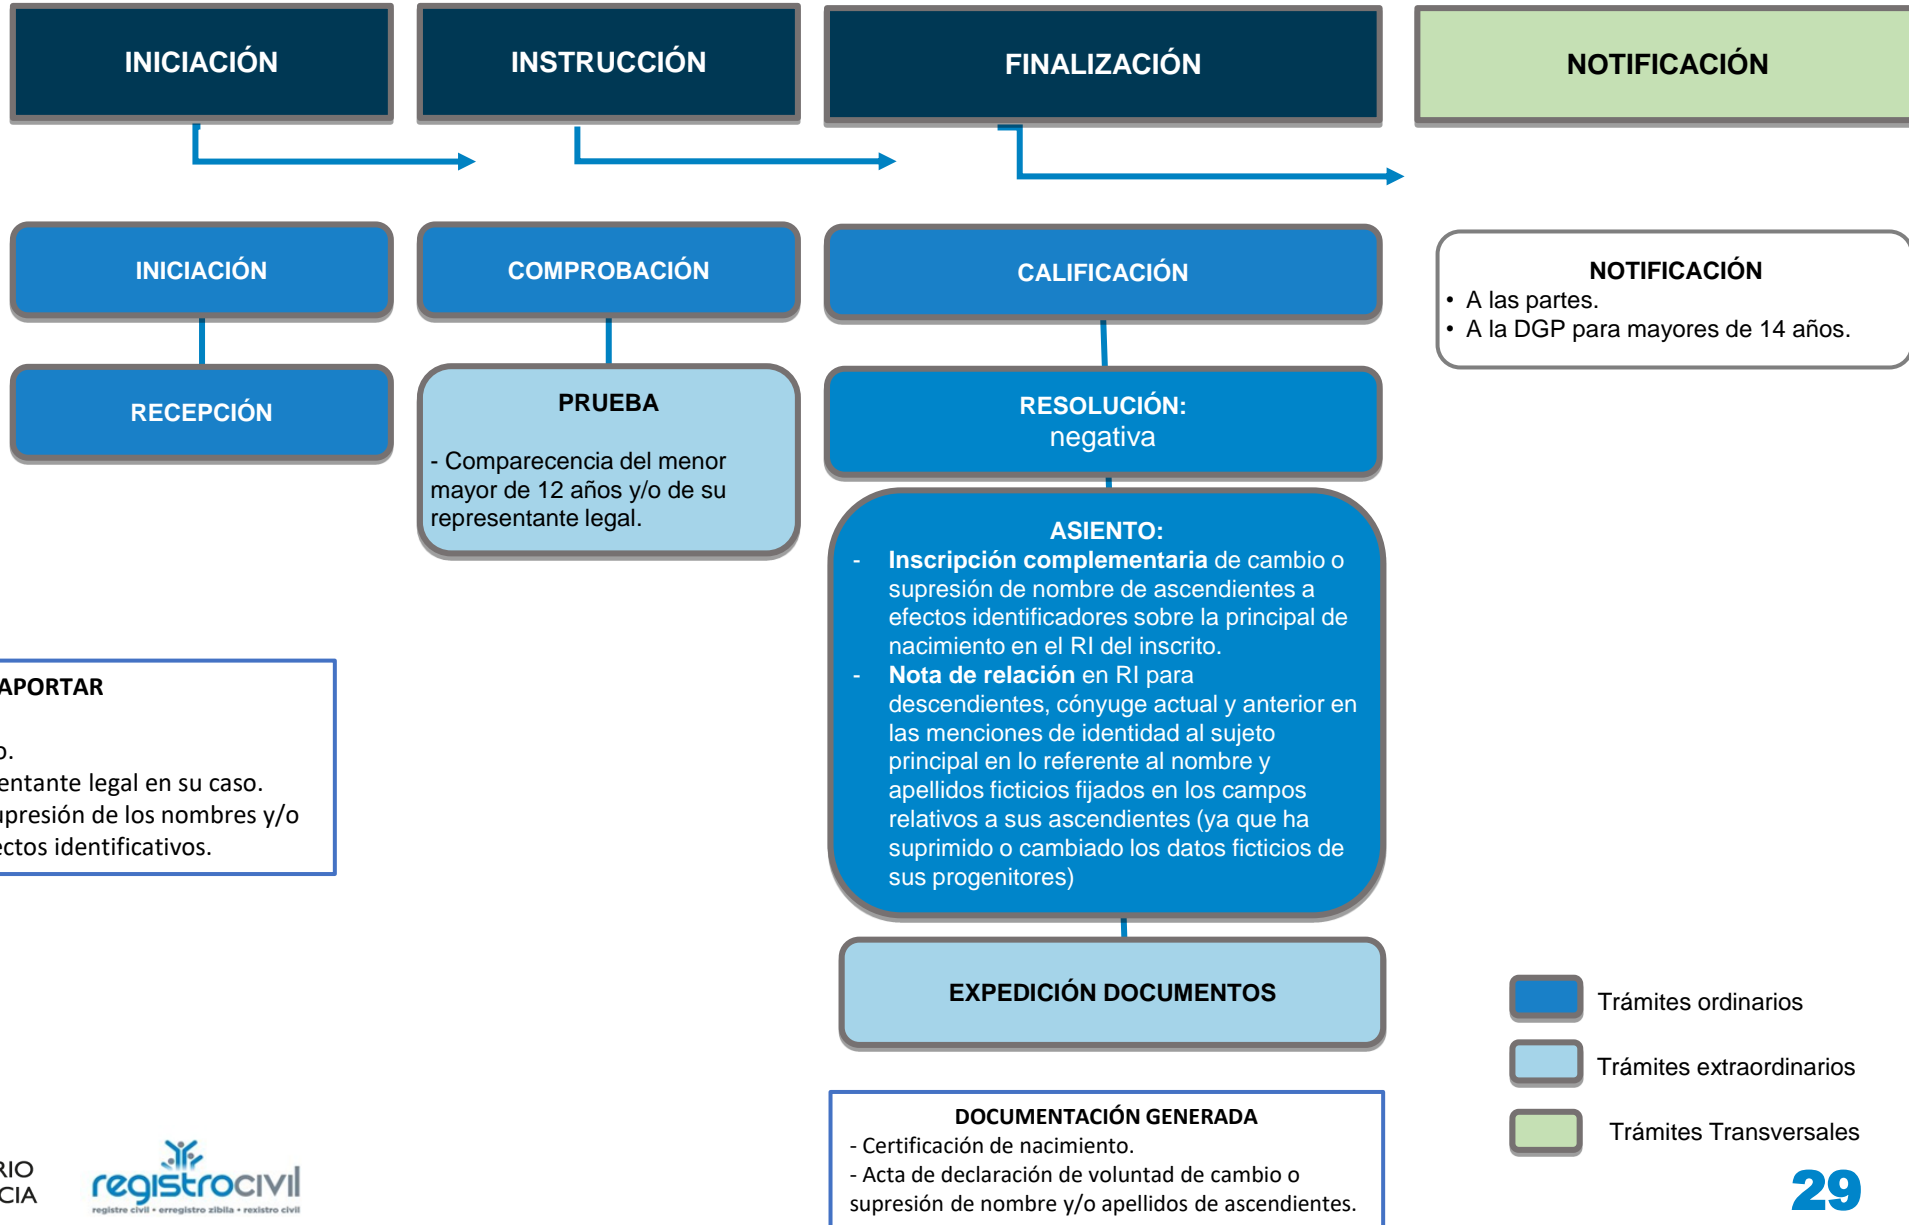 INICIACIÓN
INSTRUCCIÓN
FINALIZACIÓN
NOTIFICACIÓN
INICIACIÓN
RECEPCIÓN
COMPROBACIÓN
PRUEBA
- Comparecencia del menor
mayor de 12 años y/o de su
representante legal.
CALIFICACIÓN
RESOLUCIÓN:
negativa
ASIENTO:
- Inscripción complementaria de cambio o
supresión de nombre de ascendientes a
efectos identificadores sobre la principal de
nacimiento en el RI del inscrito.
- Nota de relación en RI para
descendientes, cónyuge actual y anterior en
las menciones de identidad al sujeto
principal en lo referente al nombre y
apellidos ficticios fijados en los campos
relativos a sus ascendientes (ya que ha
suprimido o cambiado los datos ficticios de
sus progenitores)
EXPEDICIÓN DOCUMENTOS
NOTIFICACIÓN
• A las partes.
• A la DGP para mayores de 14 años.
APORTAR
o.
entante legal en su caso.
upresión de los nombres y/o
ectos identificativos.
DOCUMENTACIÓN GENERADA
- Certificación de nacimiento.
- Acta de declaración de voluntad de cambio o
supresión de nombre y/o apellidos de ascendientes.
Trámites ordinarios
Trámites extraordinarios
Trámites Transversales
RIO
CIA
registrocivil
registre civil • erregistro zibila • rexistro civil
29